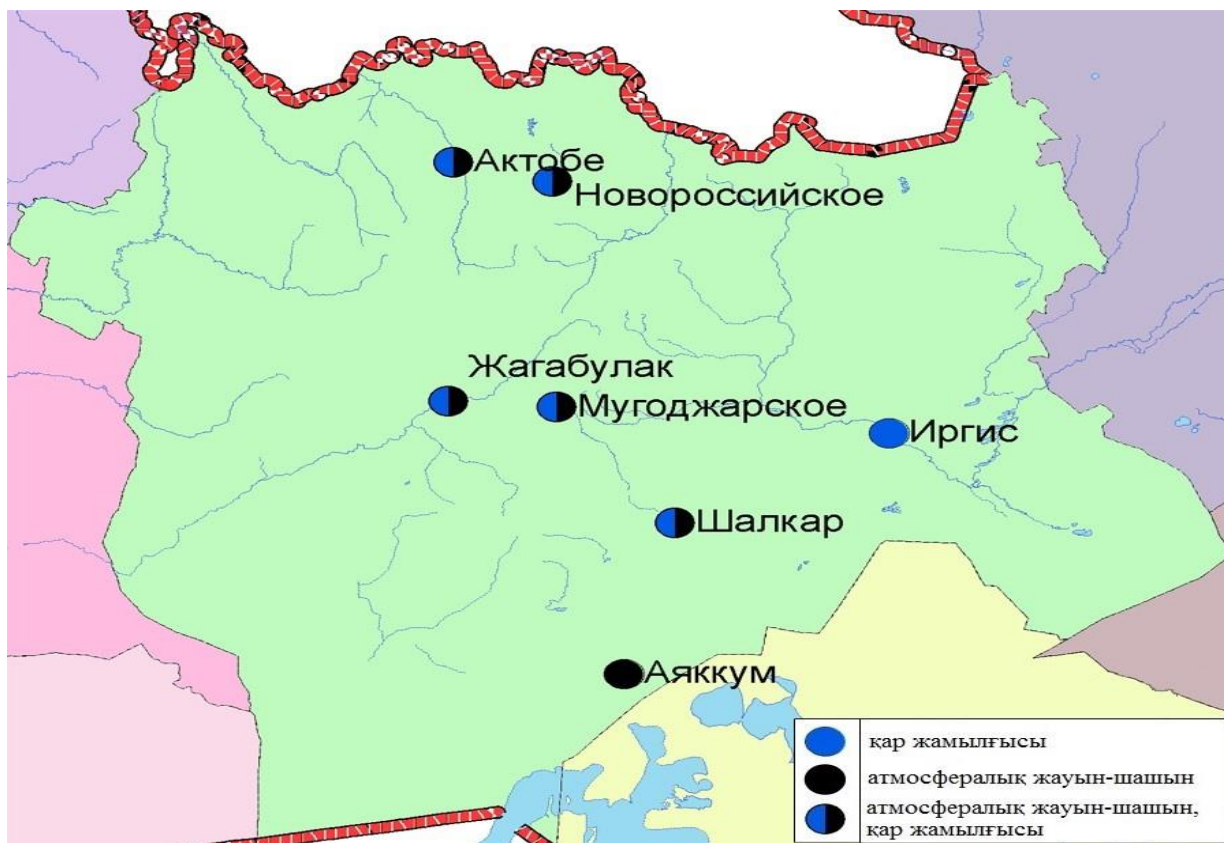 Актобе
Новороссийское
Жагабулак
Мугоджарское
Иргис
Шалкар
Аяккум
қар жамылғысы
атмосфералық жауын-шашын
атмосфералық жауын-шашын,
қар жамылғысы